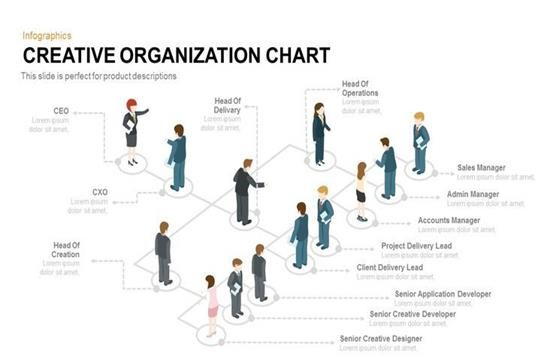 Infographics
CREATIVE ORGANIZATION CHART
This slide is perfect for product descriptions
CEO
Lorem ipsum
dolor sit amet,
Head Of
Delivary
Lorem ipsum
dolor sit amet,
Head of
Operations
Lorem ipsum
dolor sit amet,
CXO
Lorem ipsum
dolor sit amet,
Head Of
Creation
Lorem ipsum
dolor sit amet,
Sales Manager
Lorem ipsum dolor sit amet,
Admin Manager
Lorem ipsum dolor sit amet,
Accounts Manager
Lorem ipsum dolor sit amet,
Project Delivery Lead
Lorem ipsum dolor sit amet,
Client Delivery Lead
Lorem ipsum dolor sit amet,
Senior Application Developer
Lorem ipsum dolor sit amet,
Senior Creative Developer
Lorem ipsum dolor sit amet,
Senior Creative Designer
Lorem ipsum dolor sit amet,